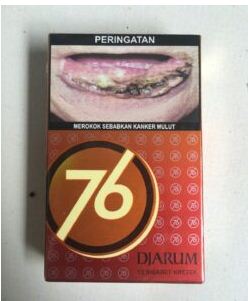 PERINGATAN
MEROKOK SEBABKAN KANKER MULUT
76
DJARUM